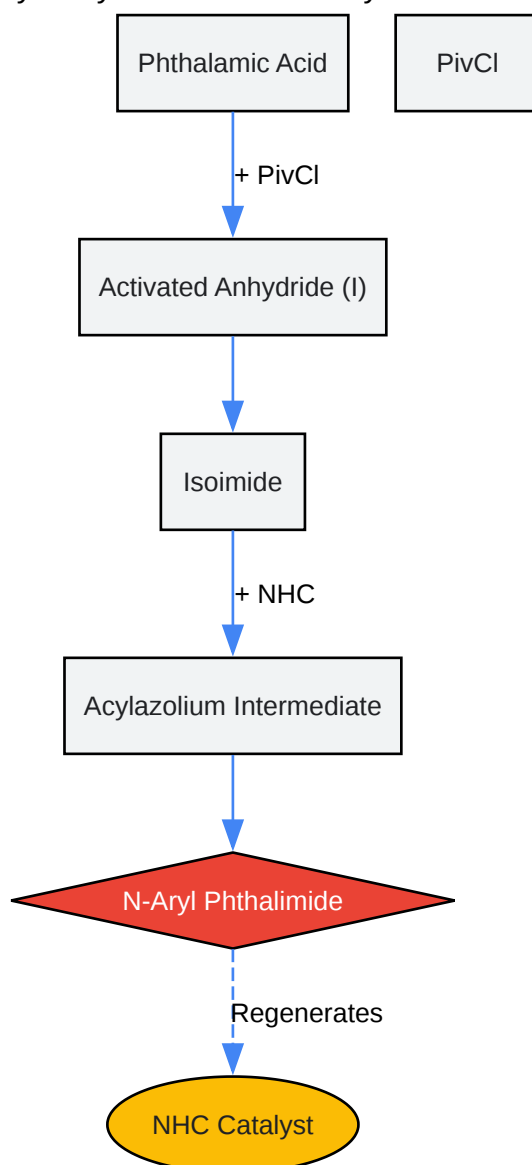 Phthalamic Acid
PivCl
+ PivCl
Activated Anhydride (I)
Isoimide
+ NHC
Acylazolium Intermediate
N-Aryl Phthalimide
Regenerates
NHC Catalyst